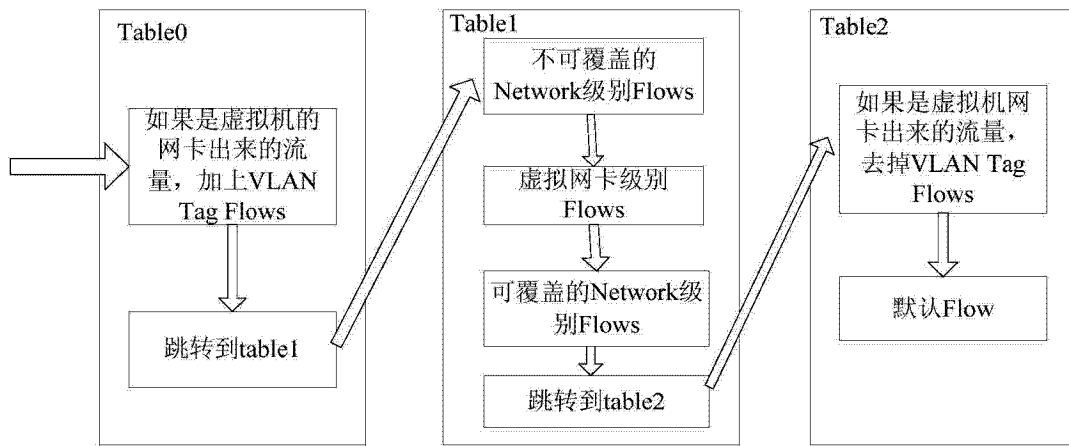 Table0
如果是虚拟机的
网卡出来的流
量，加上VLAN
Tag Flows
跳转到table1
Table1
不可覆盖的
Network级别Flows
虚拟网卡级别
Flows
可覆盖的Network级
别Flows
跳转到table2
Table2
如果是虚拟机网
卡出来的流量，
去掉VLAN Tag
Flows
默认Flow